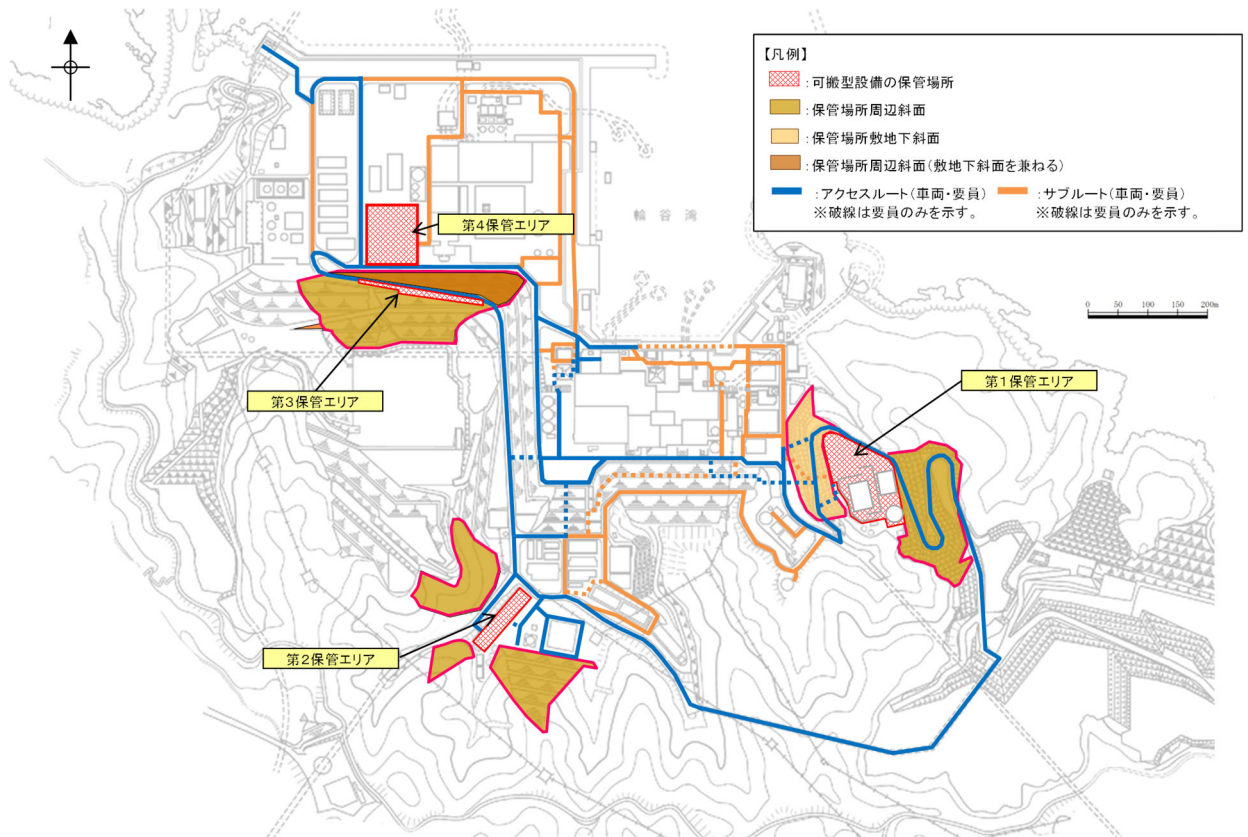 【凡例】
:可搬型設備の保管場所
:保管場所周辺斜面
:保管場所敷地下斜面
:保管場所周辺斜面(敷地下斜面を兼ねる)
:アクセスルート(車両・要員)
※破線は要員のみを示す。
:サブルート(車両・要員)
※破線は要員のみを示す。
第4保管エリア
輪谷湾
0 50 100 150 200m
第3保管エリア
第1保管エリア
第2保管エリア